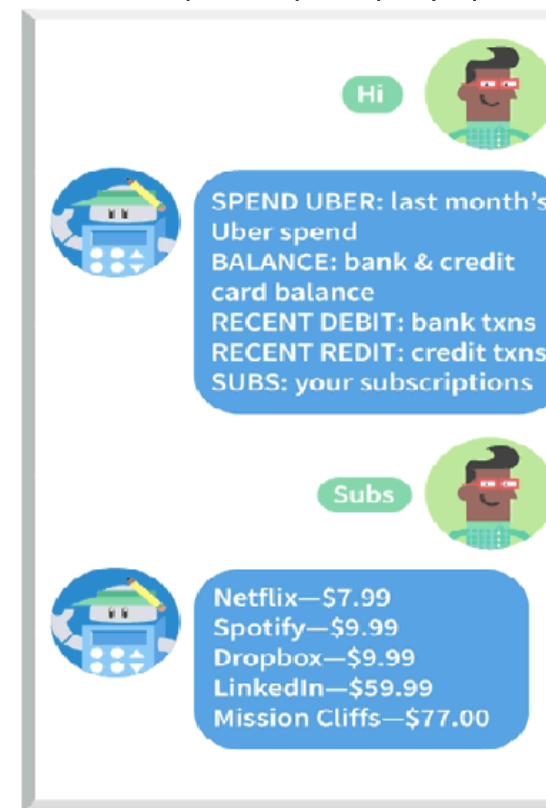 Hi
SPEND UBER: last month's
Uber spend
BALANCE: bank & credit
card balance
RECENT DEBIT: bank txns
RECENT REDIT: credit txns
SUBS: your subscriptions
Subs
Netflix—$7.99
Spotify—$9.99
Dropbox—$9.99
LinkedIn—$59.99
Mission Cliffs—$77.00